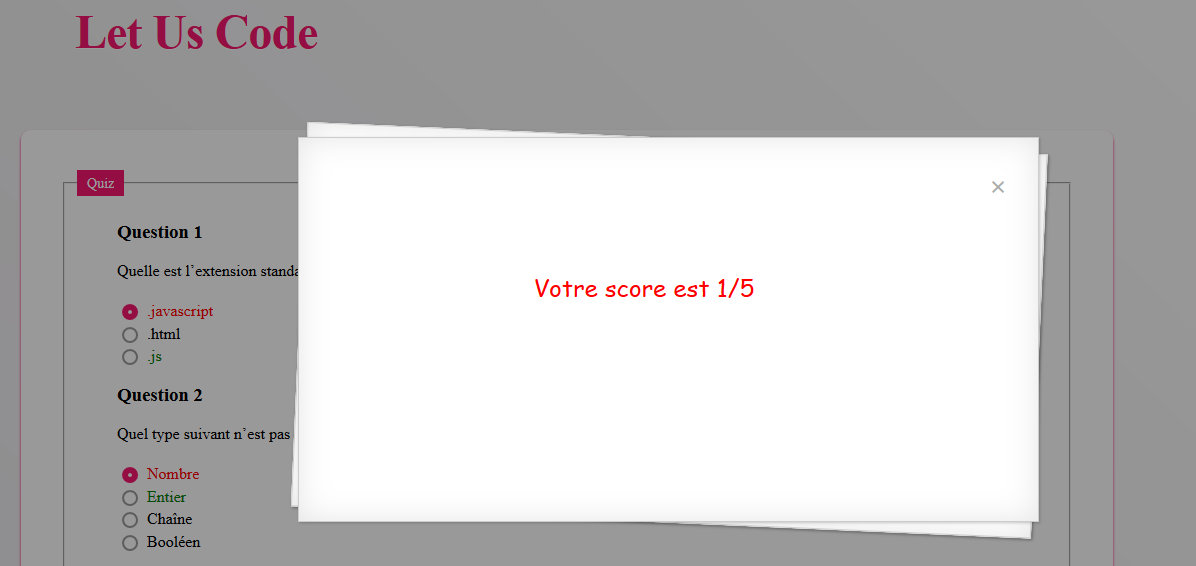 Let Us Code
Quiz
Question 1
Quelle est l’extension
.javascript
.html
.js
Question 2
Quel type suivant n’est pas
Nombre
Entier
Chaîne
Booléen
×
Votre score est 1/5